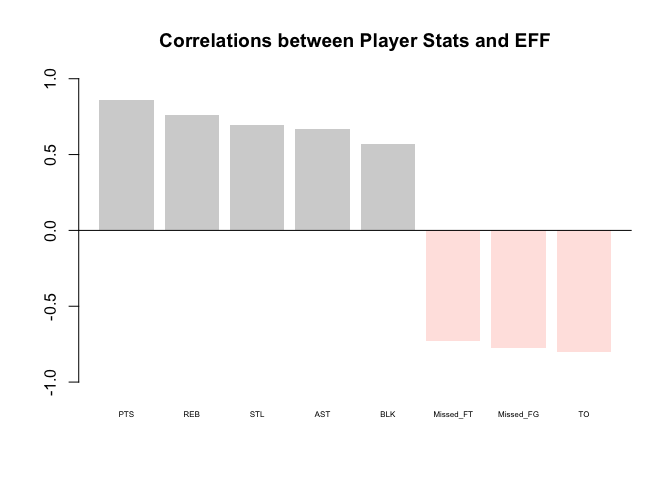 Correlations between Player Stats and EFF
1.0
0.5
0.0
-0.5
-1.0
PTS REB STL AST BLK Missed_FT Missed_FG TO